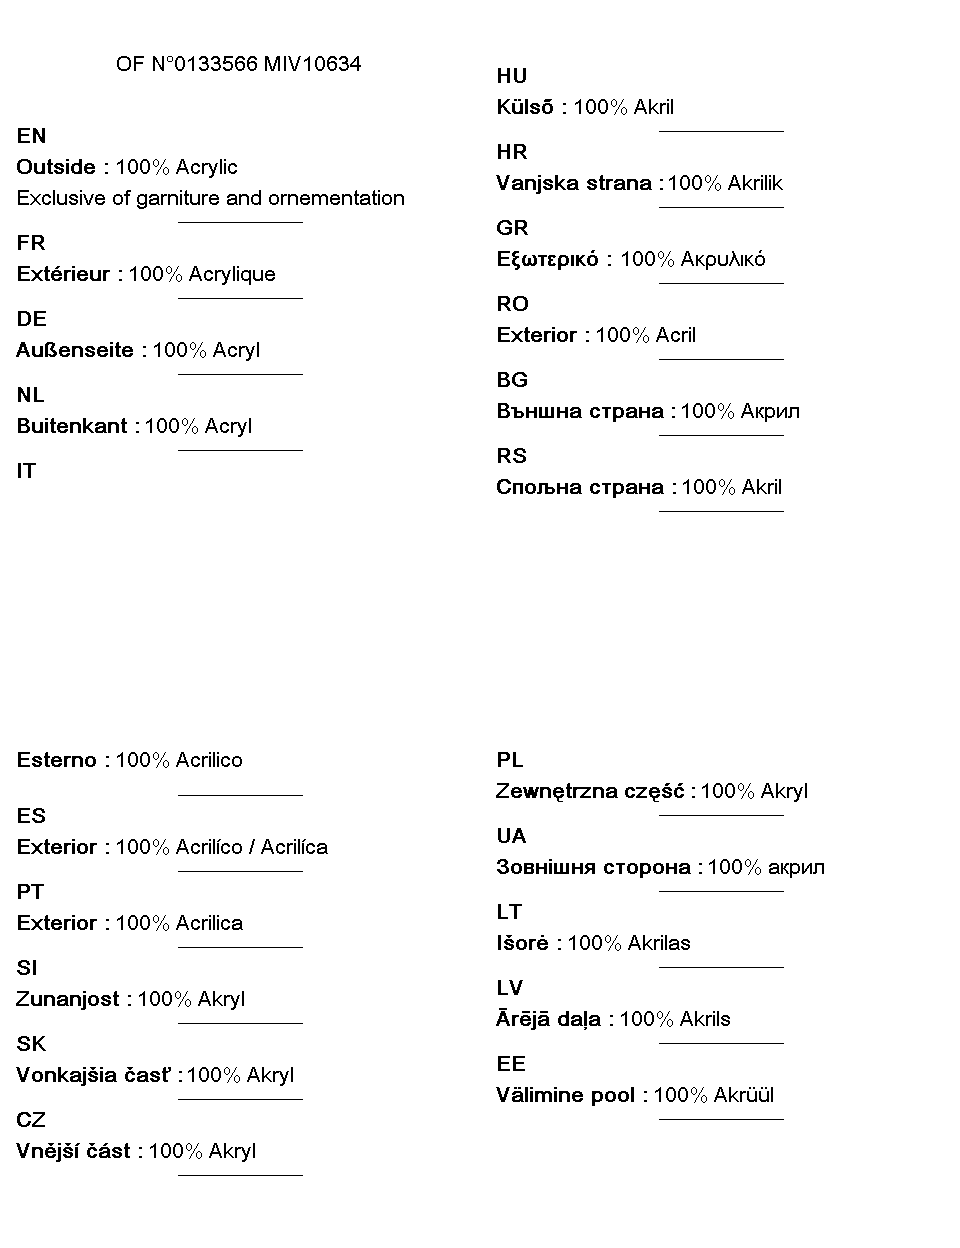 OF N°0133566 MIV10634
EN
Outside : 100% Acrylic
Exclusive of garniture and ornementation
FR
Extérieur : 100% Acrylique
DE
Außenseite : 100% Acryl
NL
Buitenkant : 100% Acryl
IT
Esterno : 100% Acrilico
ES
Exterior : 100% Acrilíco / Acrilíca
PT
Exterior : 100% Acrilica
SI
Zunanjost : 100% Akryl
SK
Vonkajšia časť : 100% Akryl
CZ
Vnější část : 100% Akryl
HU
Külső : 100% Akril
HR
Vanjska strana : 100% Akrilik
GR
Εξωτερικό : 100% Ακρυλικό
RO
Exterior : 100% Acril
BG
Външна страна : 100% Акрил
RS
Спољна страна : 100% Akril
PL
Zewnętrzna część : 100% Akryl
UA
Зовнішня сторона : 100% акрил
LT
Išorė : 100% Akrilas
LV
Ārējā daļa : 100% Akrils
EE
Välimine pool : 100% Akrüül